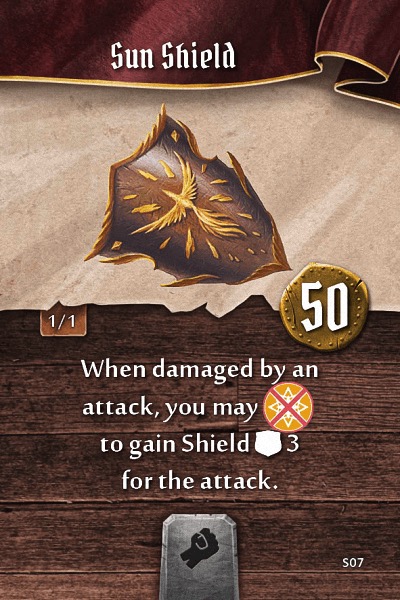 Sun Shield
50
1/1
When damaged by an
attack, you may
to gain Shield 3
for the attack.
S07